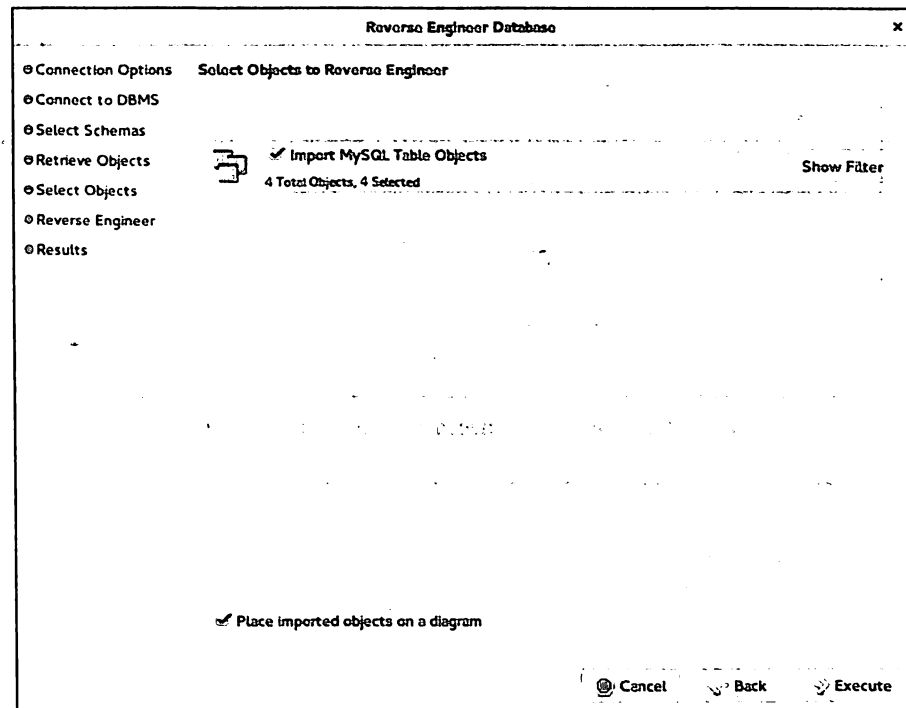 Reverse Engineer Database
Connection Options
Connect to DBMS
Select Schemas
Retrieve Objects
Select Objects
Reverse Engineer
Results
Select Objects to Reverse Engineer
Import MySQL Table Objects
4 Total Objects, 4 Selected
Show Filter
Place imported objects on a diagram
Cancel Back Execute